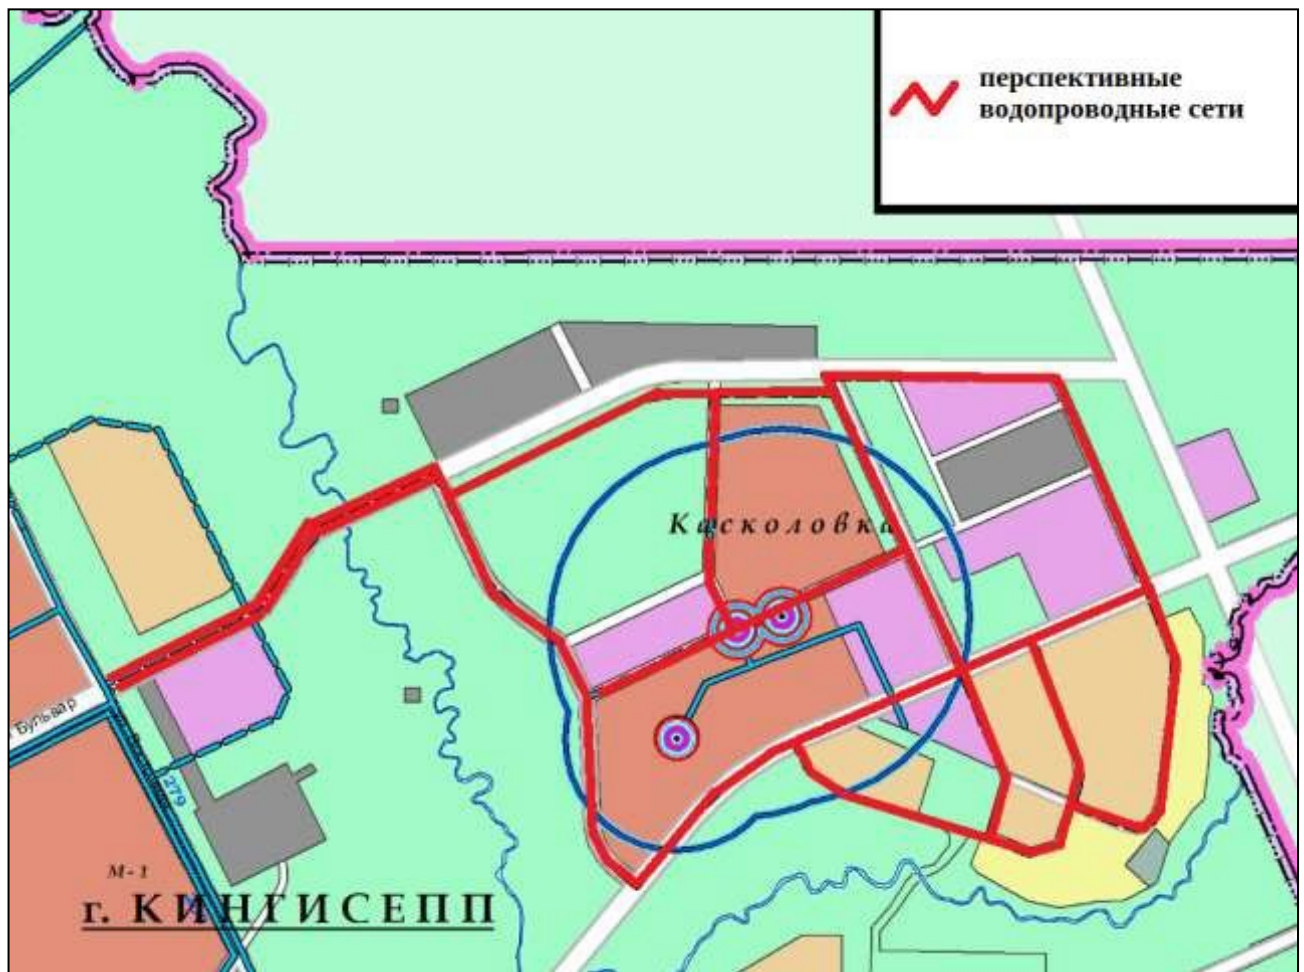 перспективные
водопроводные сети
Касколовка
Бульвар
279
М-1
г. КИНГИСЕПП